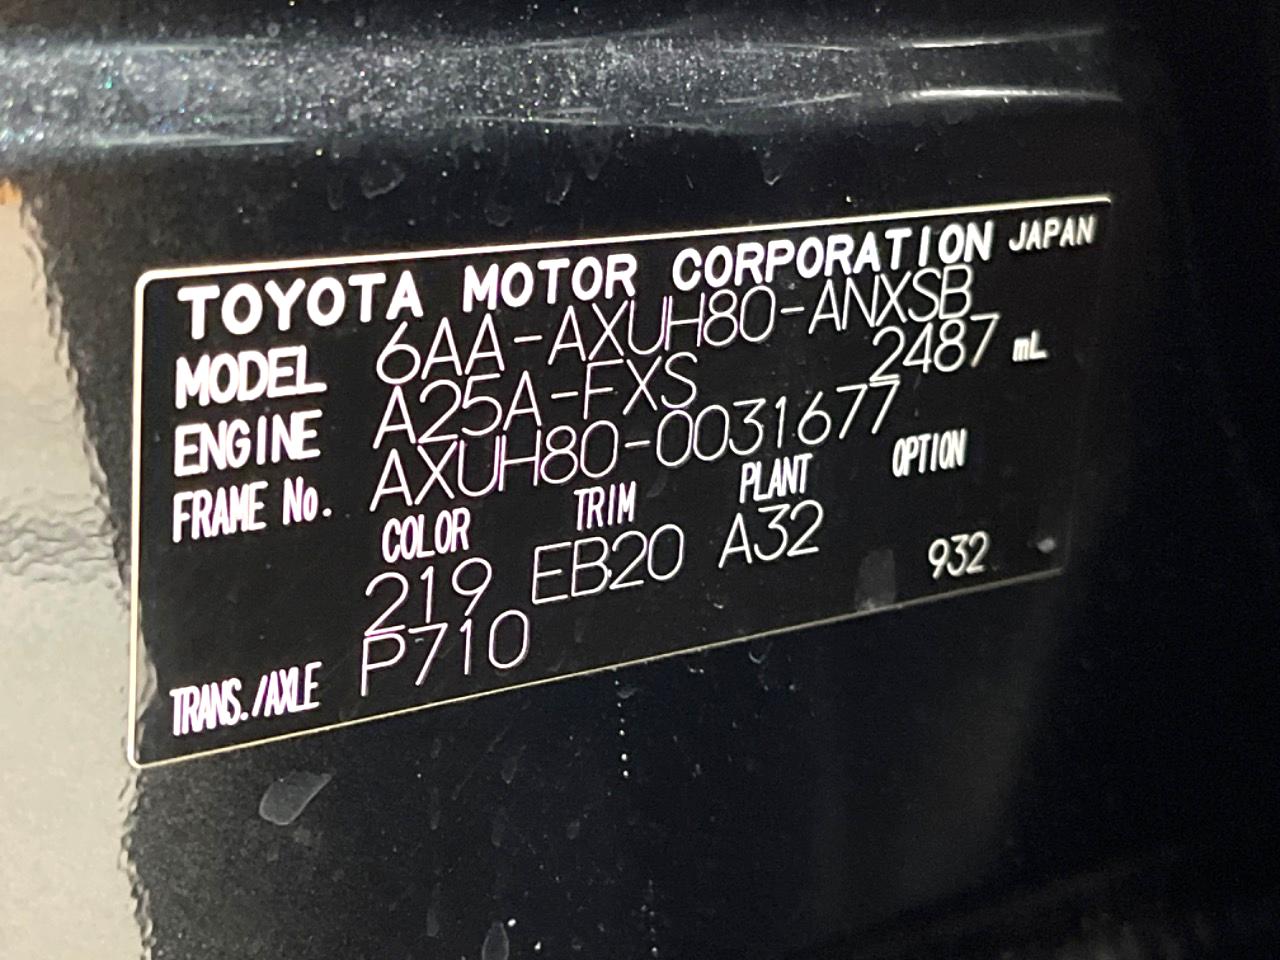 TOYOTA MOTOR CORPORATION JAPAN
MODEL 6AA-AXUH80-ANXSB
ENGINE A25A-FXS 2487 mL
FRAME No. AXUH80-0031677
COLOR TRIM PLANT OPTION
219 EB20 A32 932
TRANS./AXLE P710